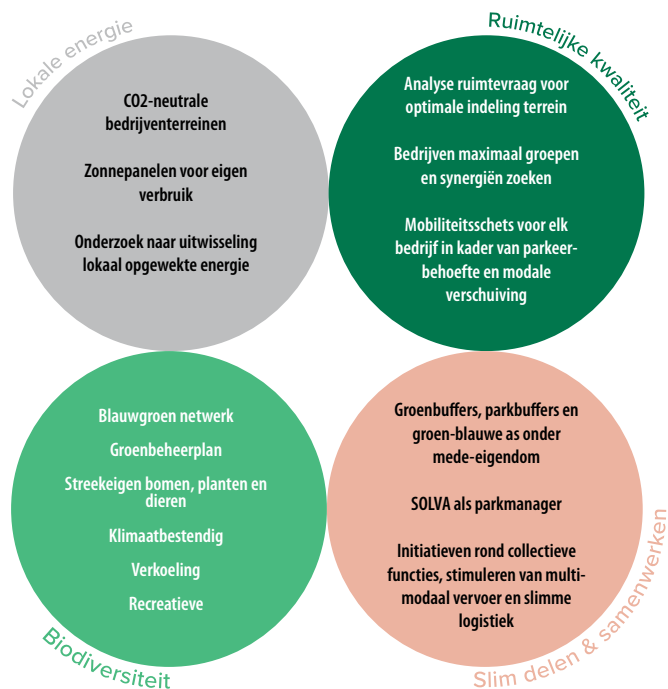 Lokale energie
CO2-neutrale
bedrijventerreinen
Zonnepanelen voor eigen
verbruik
Onderzoek naar uitwisseling
lokaal opgewekte energie
Ruimtelijke kwaliteit
Analyse ruimtevraag voor
optimale indeling terrein
Bedrijven maximaal groepen
en synergiën zoeken
Mobiliteitsschets voor elk
bedrijf in kader van parkeer-
behoefte en modale
verschuiving
Blauwgroen netwerk
Groenbeheerplan
Streekeigen bomen, planten en
dieren
Klimaatbestendig
Verkoeling
Recreatieve
Biodiversiteit
Groenbuffers, parkbuffers en
groen-blauwe as onder
mede-eigendom
SOLVA als parkmanager
Initiatieven rond collectieve
functies, stimuleren van multi-
modaal vervoer en slimme
logistiek
Slim delen & samenwerken